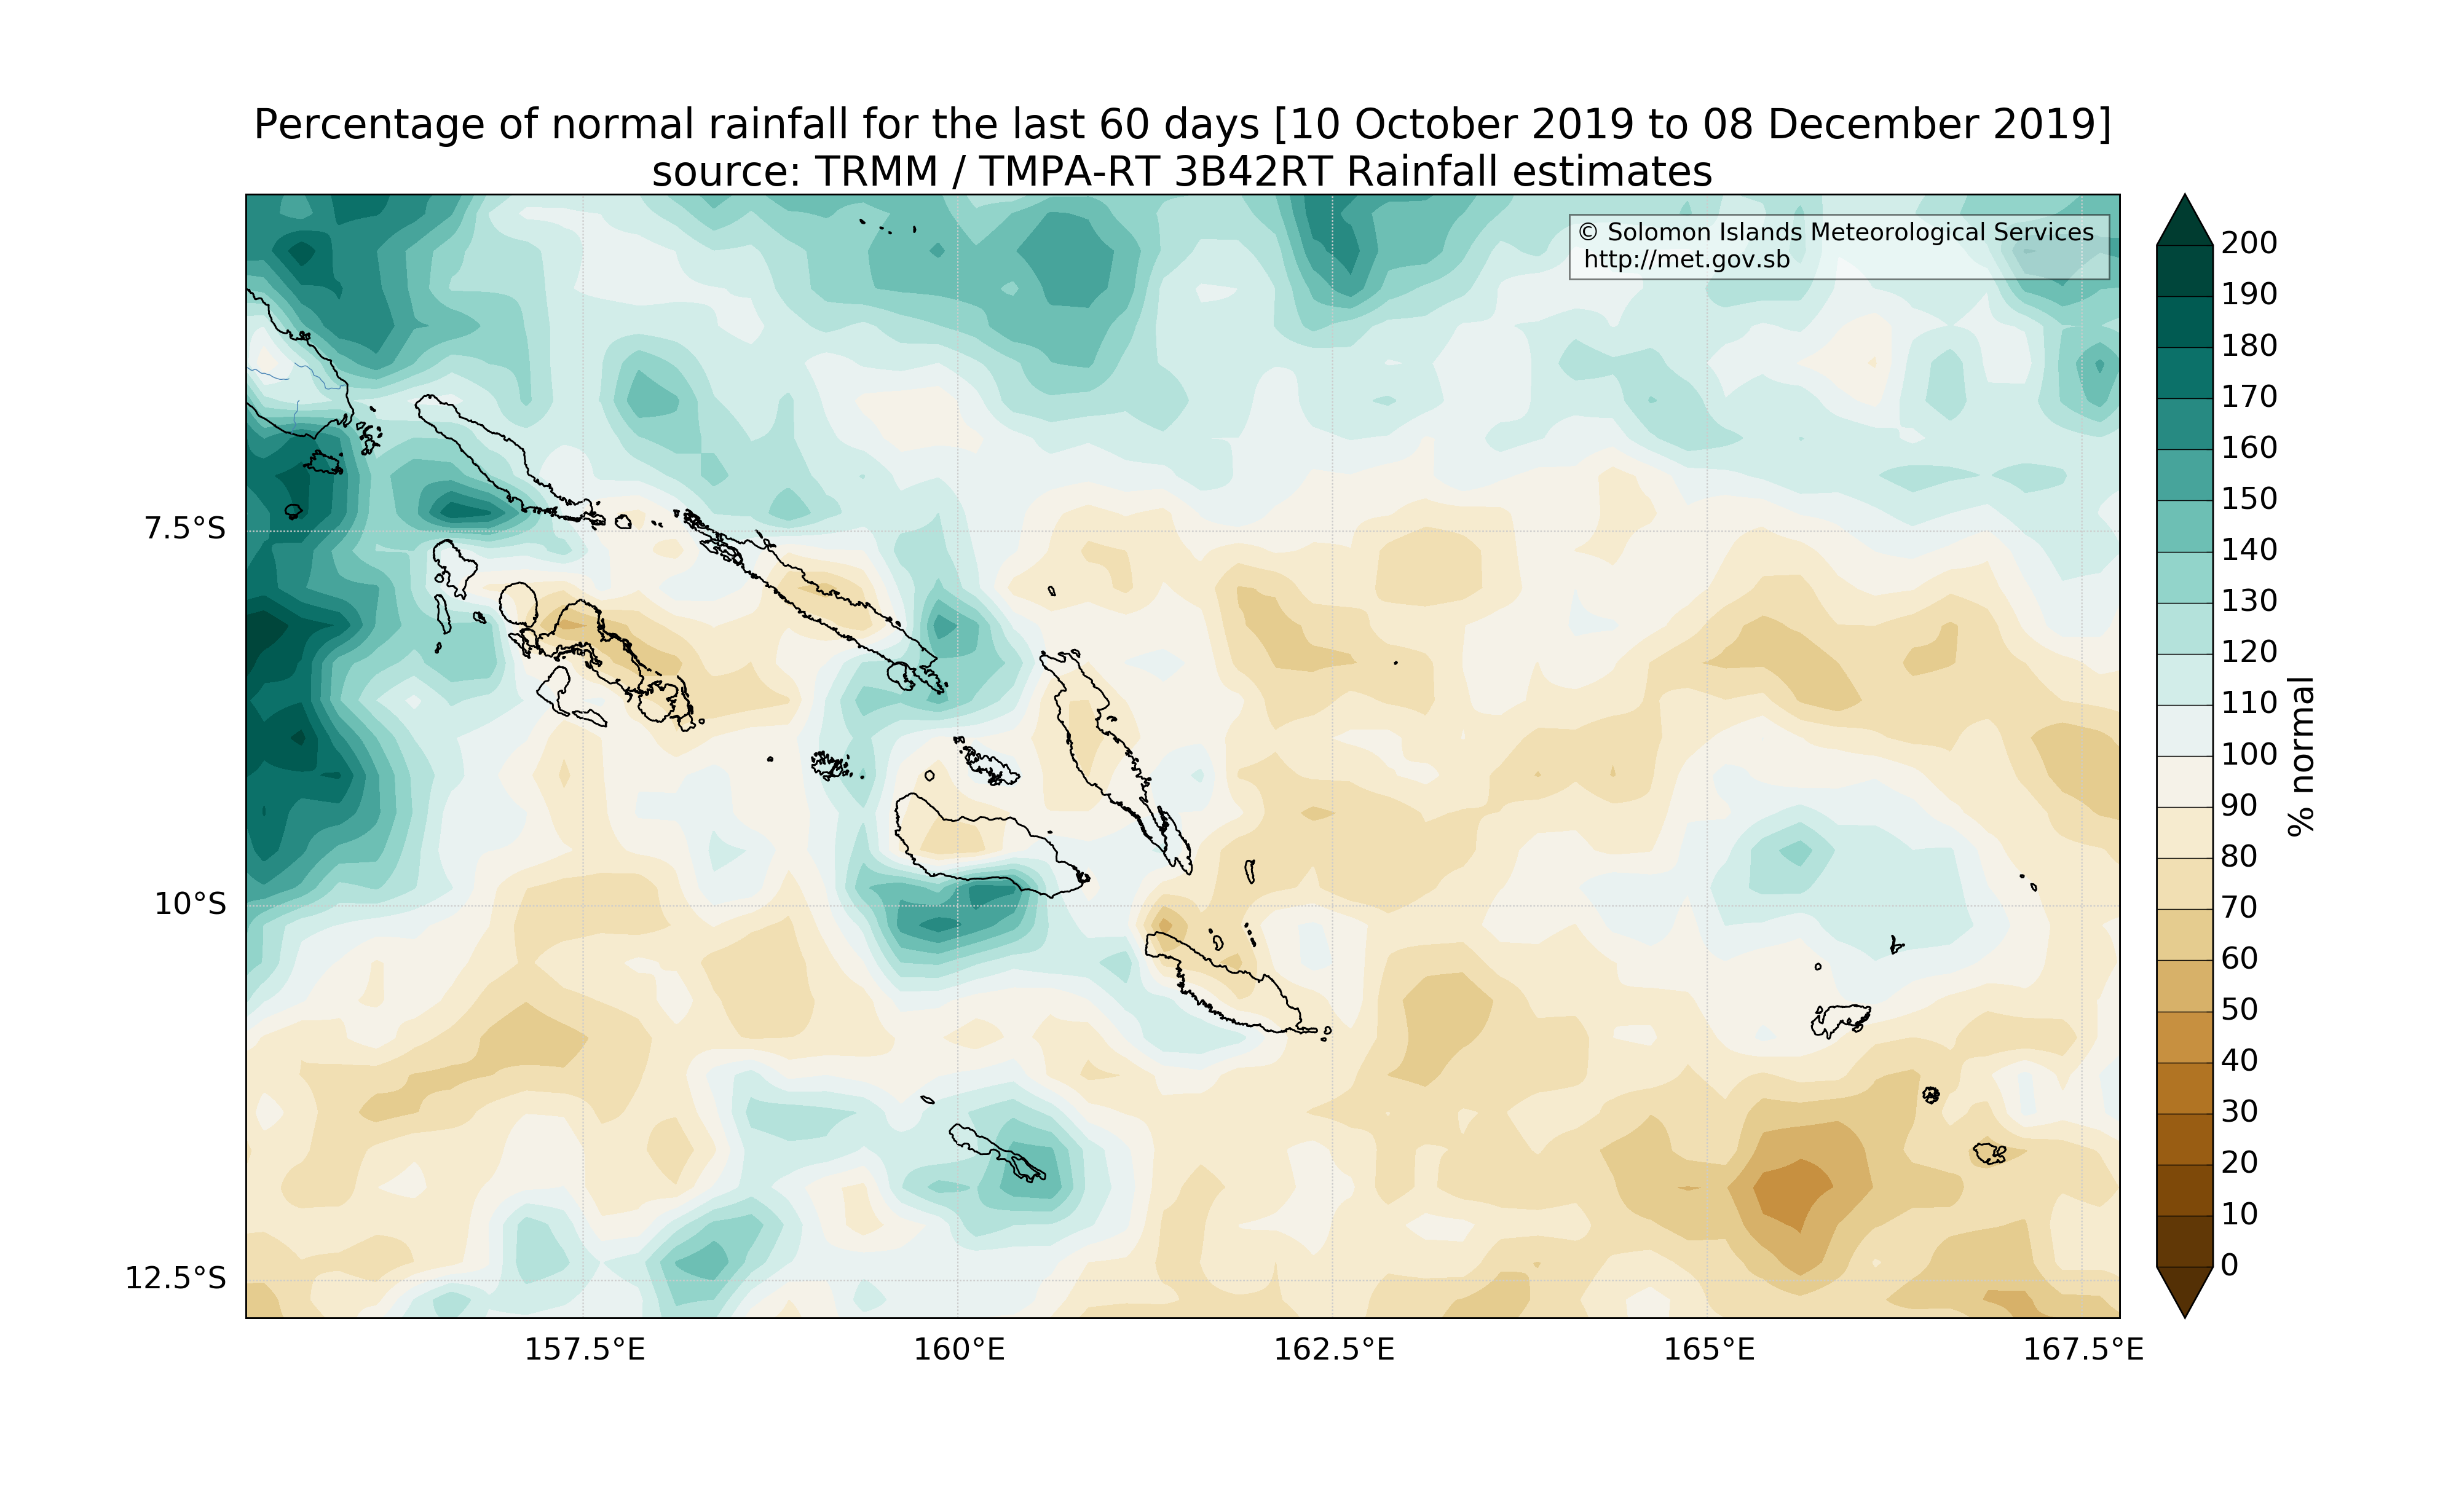 Percentage of normal rainfall for the last 60 days [10 October 2019 to 08 December 2019]
source: TRMM / TMPA-RT 3B42RT Rainfall estimates
© Solomon Islands Meteorological Services
http://met.gov.sb
7.5°S
10°S
12.5°S
157.5°E
160°E
162.5°E
165°E
167.5°E
200
190
180
170
160
150
140
130
120
110
100
90
80
70
60
50
40
30
20
10
0
% normal